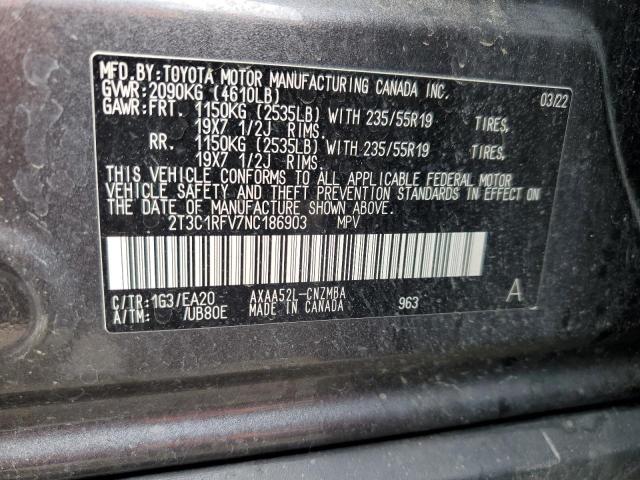 MFD.BY:TOYOTA MOTOR MANUFACTURING CANADA INC.
GVWR:2090KG (4610LB) 03/22
GAWR:FRT. 1150KG (2535LB) WITH 235/55R19 TIRES,
19X7 1/2J RIMS.
RR. 1150KG (2535LB) WITH 235/55R19 TIRES,
19X7 1/2J RIMS.
THIS VEHICLE CONFORMS TO ALL APPLICABLE FEDERAL MOTOR
VEHICLE SAFETY AND THEFT PREVENTION STANDARDS IN EFFECT ON
THE DATE OF MANUFACTURE SHOWN ABOVE.
2T3C1RFV7NC186903 MPV
C/TR:1G3/EA20 AXAA52L-CNZMBA 963 A
A/TM: /UB80E MADE IN CANADA